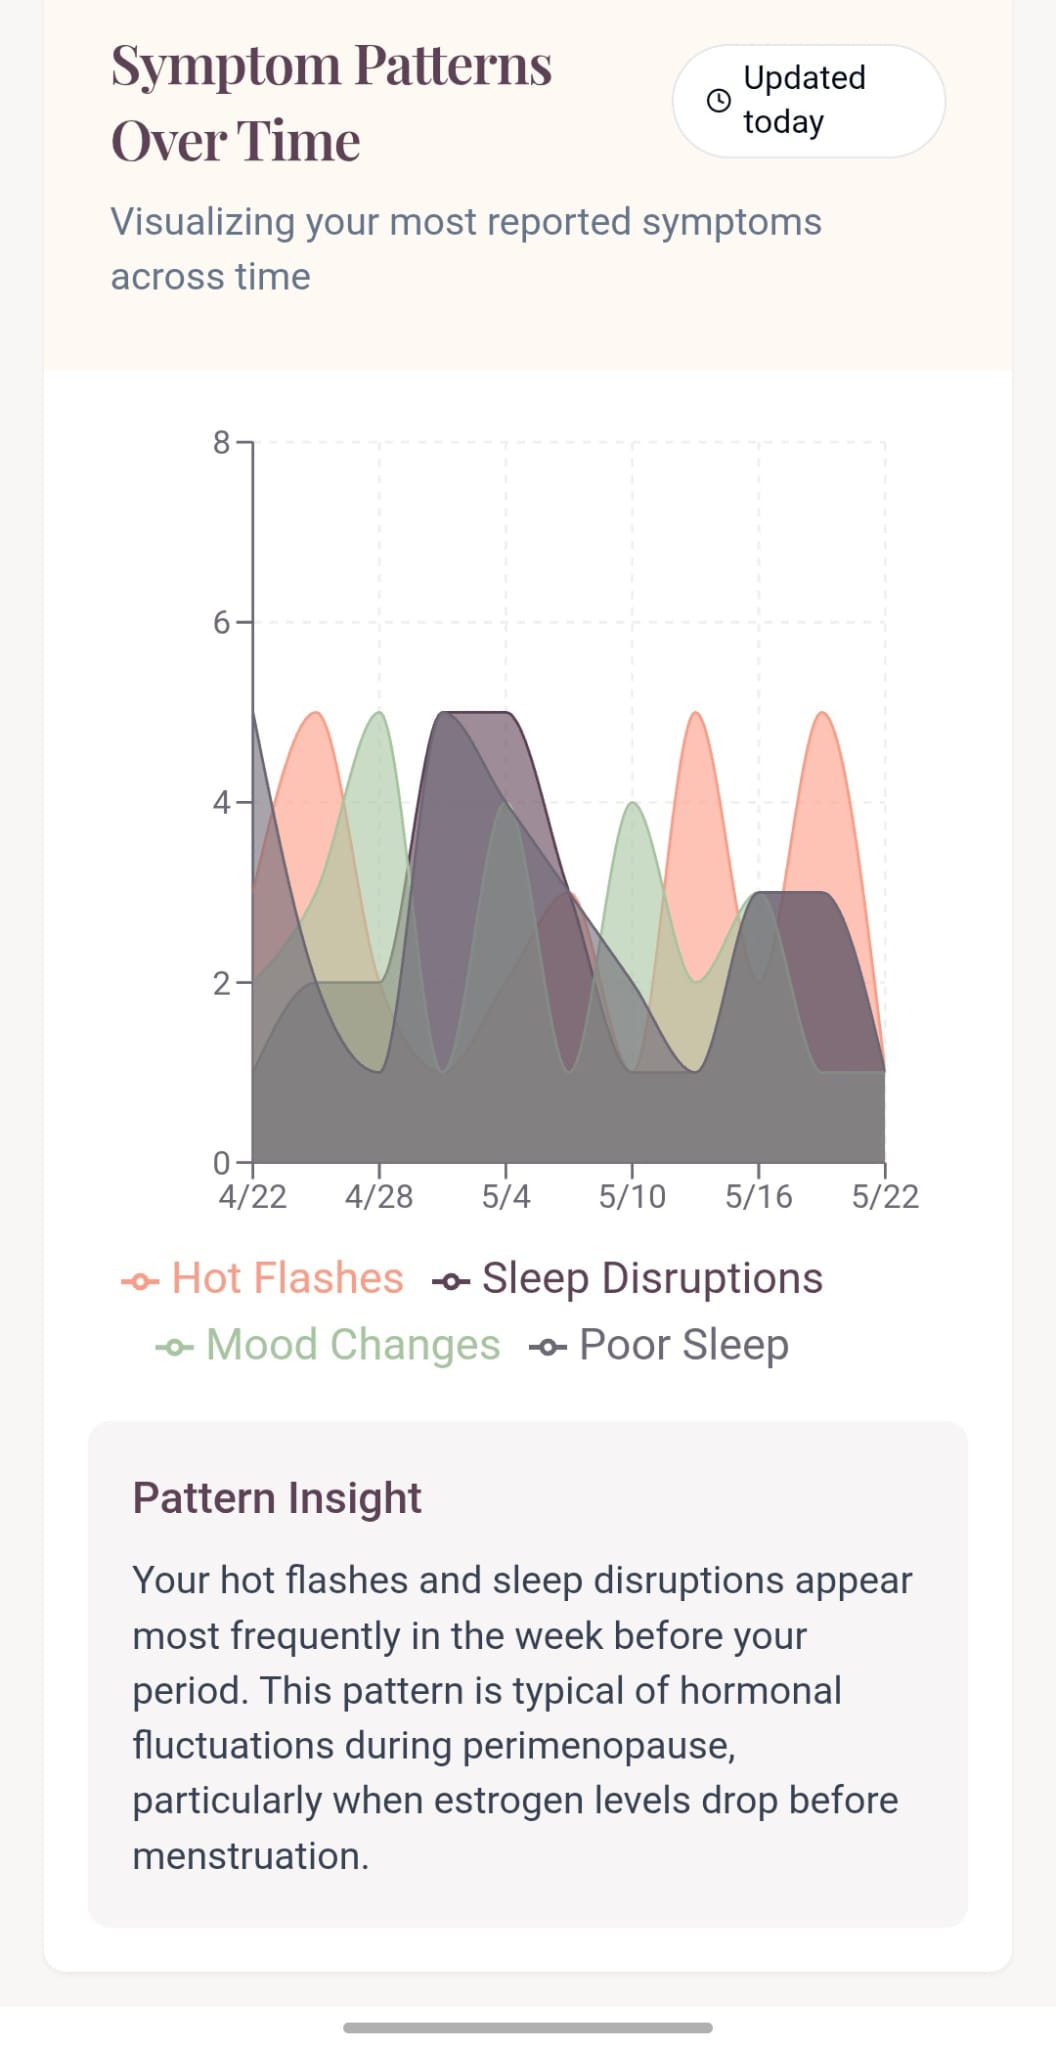 Symptom Patterns
Over Time
Updated
today
Visualizing your most reported symptoms
across time
8
6
4
2
0
4/22 4/28 5/4 5/10 5/16 5/22
Hot Flashes Sleep Disruptions
Mood Changes Poor Sleep
Pattern Insight
Your hot flashes and sleep disruptions appear
most frequently in the week before your
period. This pattern is typical of hormonal
fluctuations during perimenopause,
particularly when estrogen levels drop before
menstruation.